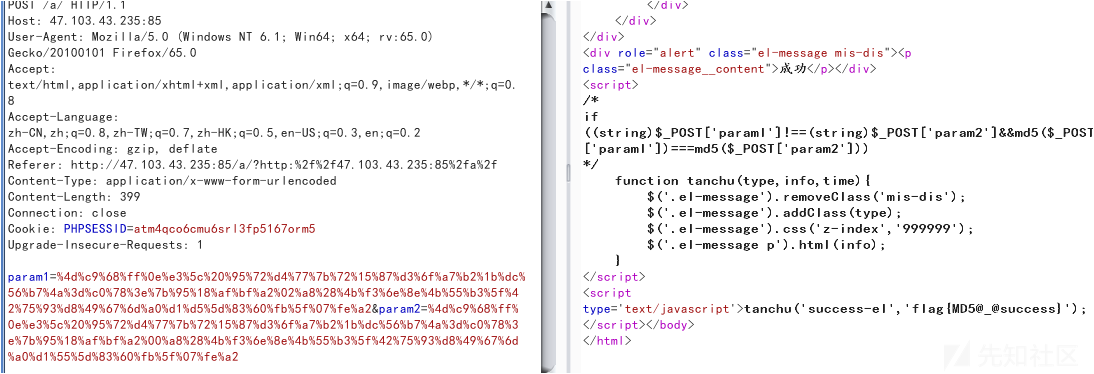 POST /a/ HTTP/1.1
Host: 47.103.43.235:85
User-Agent: Mozilla/5.0 (Windows NT 6.1; Win64; x64; rv:65.0)
Gecko/20100101 Firefox/65.0
Accept:
text/html,application/xhtml+xml,application/xml;q=0.9,image/webp,*/*;q=0.
8
Accept-Language:
zh-CN,zh;q=0.8,zh-TW;q=0.7,zh-HK;q=0.5,en-US;q=0.3,en;q=0.2
Accept-Encoding: gzip, deflate
Referer: http://47.103.43.235:85/a/?http:%2f%2f47.103.43.235:85%2fa%2f
Content-Type: application/x-www-form-urlencoded
Content-Length: 399
Connection: close
Cookie: PHPSESSID=atm4qco6cmu6srl3fp5167orm5
Upgrade-Insecure-Requests: 1
param1=%4d%c9%68%ff%0e%e3%5c%20%95%72%d4%77%7b%72%15%87%d3%6f%a7%b2%1b%dc%
56%b7%4a%3d%c0%78%3e%7b%95%18%af%bf%a2%02%a8%28%4b%f3%6e%8e%4b%55%b3%5f%4
2%75%93%d8%49%67%6d%a0%d1%d5%5d%83%60%fb%5f%07%fe%a2&param2=%4d%c9%68%ff%
0e%e3%5c%20%95%72%d4%77%7b%72%15%87%d3%6f%a7%b2%1b%dc%56%b7%4a%3d%c0%78%3
e%7b%95%18%af%bf%a2%00%a8%28%4b%f3%6e%8e%4b%55%b3%5f%42%75%93%d8%49%67%6d
%a0%d1%55%5d%83%60%fb%5f%07%fe%a2
</div>
</div>
</div>
<div role="alert" class="el-message mis-dis"><p
class="el-message__content">成功</p></div>
<script>
/*
if
((string)$_POST['param1']!==(string)$_POST['param2']&&md5($_POST
['param1'])===md5($_POST['param2']))
*/
function tanchu(type,info,time){
$('.el-message').removeClass('mis-dis');
$('.el-message').addClass(type);
$('.el-message').css('z-index','999999');
$('.el-message p').html(info);
}
</script>
<script
type='text/javascript'>tanchu('success-el','flag{MD5@_@success}');
</script></body>
</html>
先知社区